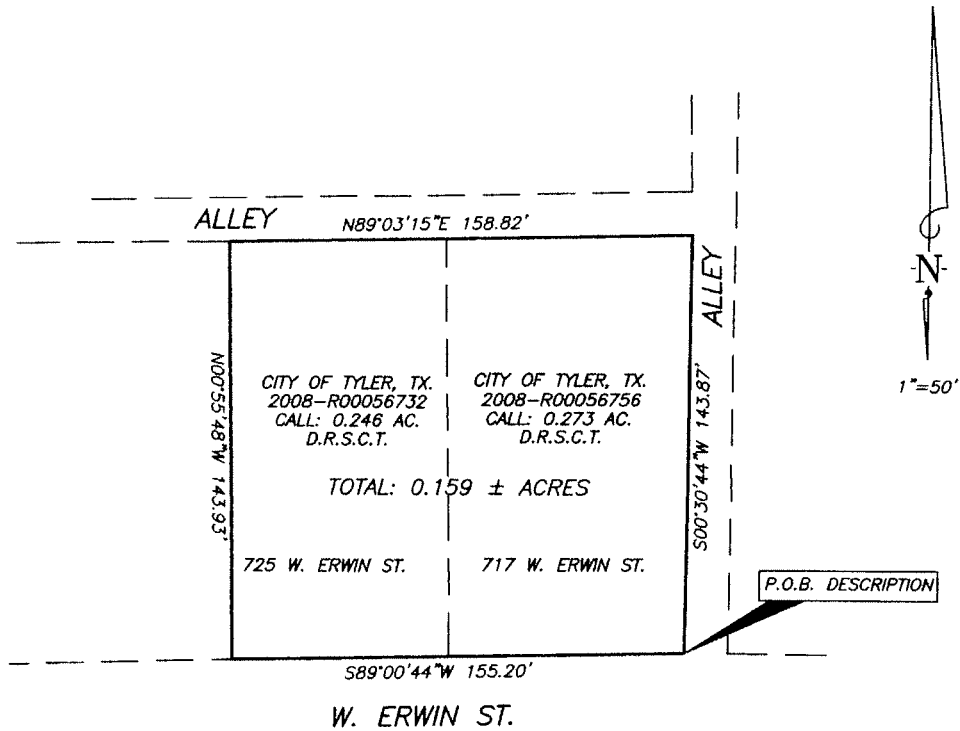 ALLEY
N89°03'15"E 158.82'
ALLEY
-N-
1"=50'
N00°55'48"W 143.93'
CITY OF TYLER, TX.
2008-R00056732
CALL: 0.246 AC.
D.R.S.C.T.
CITY OF TYLER, TX.
2008-R00056756
CALL: 0.273 AC.
D.R.S.C.T.
S00°30'44"W 143.87'
TOTAL: 0.159 ± ACRES
725 W. ERWIN ST.
717 W. ERWIN ST.
P.O.B. DESCRIPTION
S89°00'44"W 155.20'
W. ERWIN ST.